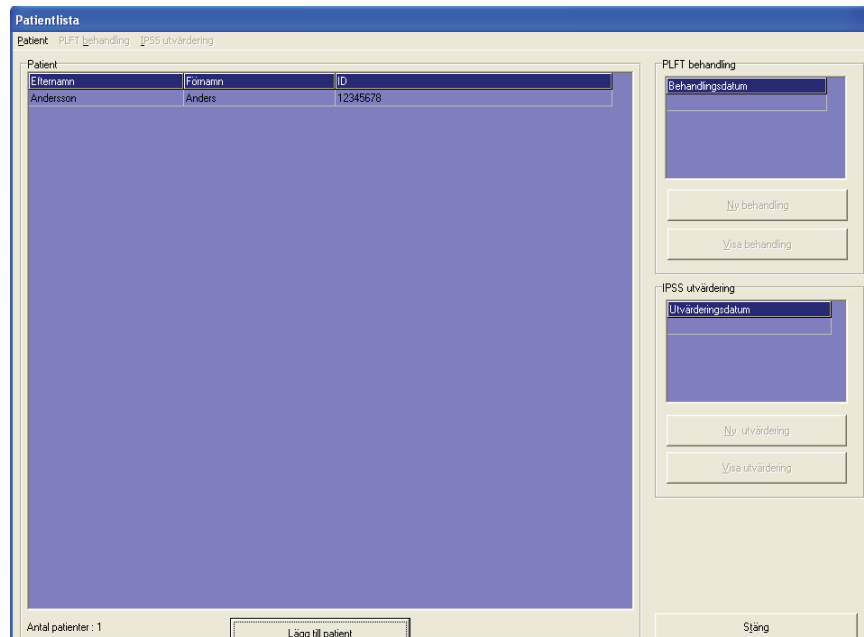 Patientlista
Patient PLFT behandling IPSS utvärdering
Patient
Efternamn Förnamn ID
Andersson Anders 12345678
Antal patienter : 1
Lägg till patient
PLFT behandling
Behandlingsdatum
Ny behandling
Visa behandling
IPSS utvärdering
Utvärderingsdatum
Ny utvärdering
Visa utvärdering
Stäng